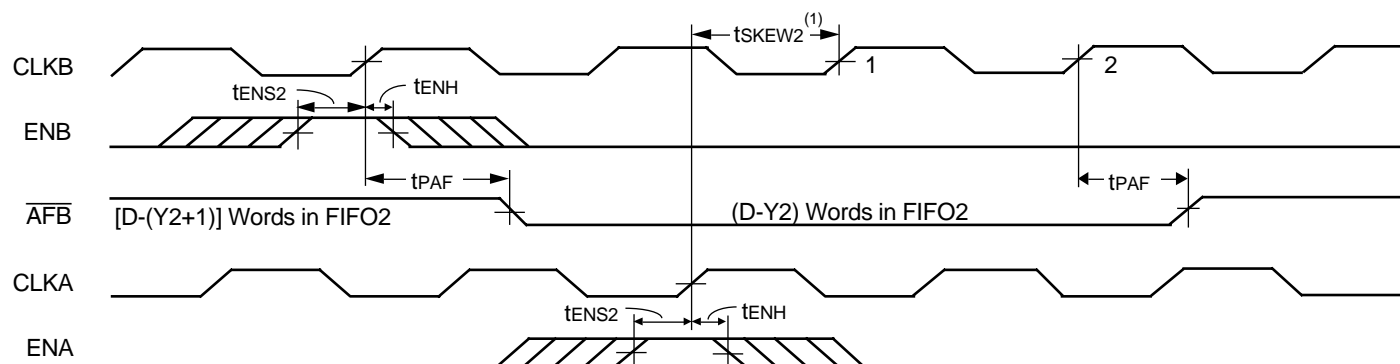 tSKEW2(1)
CLKB
1
2
tENS2
tENH
ENB
tPAF
tPAF
AFB
[D-(Y2+1)] Words in FIFO2
(D-Y2) Words in FIFO2
CLKA
tENS2
tENH
ENA